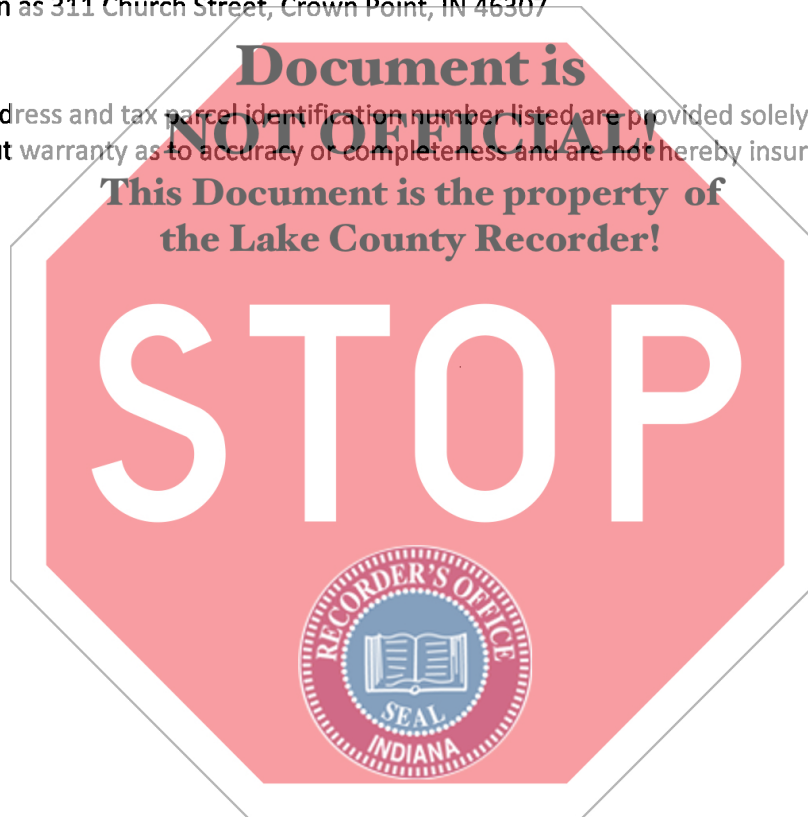 n as 311 Church Street, Crown Point, IN 46307
Document is
dress and tax parcel identification number listed are provided solely
NOT OFFICIAL!
t warranty as to accuracy or completeness and are not hereby insur
This Document is the property of
the Lake County Recorder!
STOP
RECORDER'S OFFICE
SEAL
INDIANA